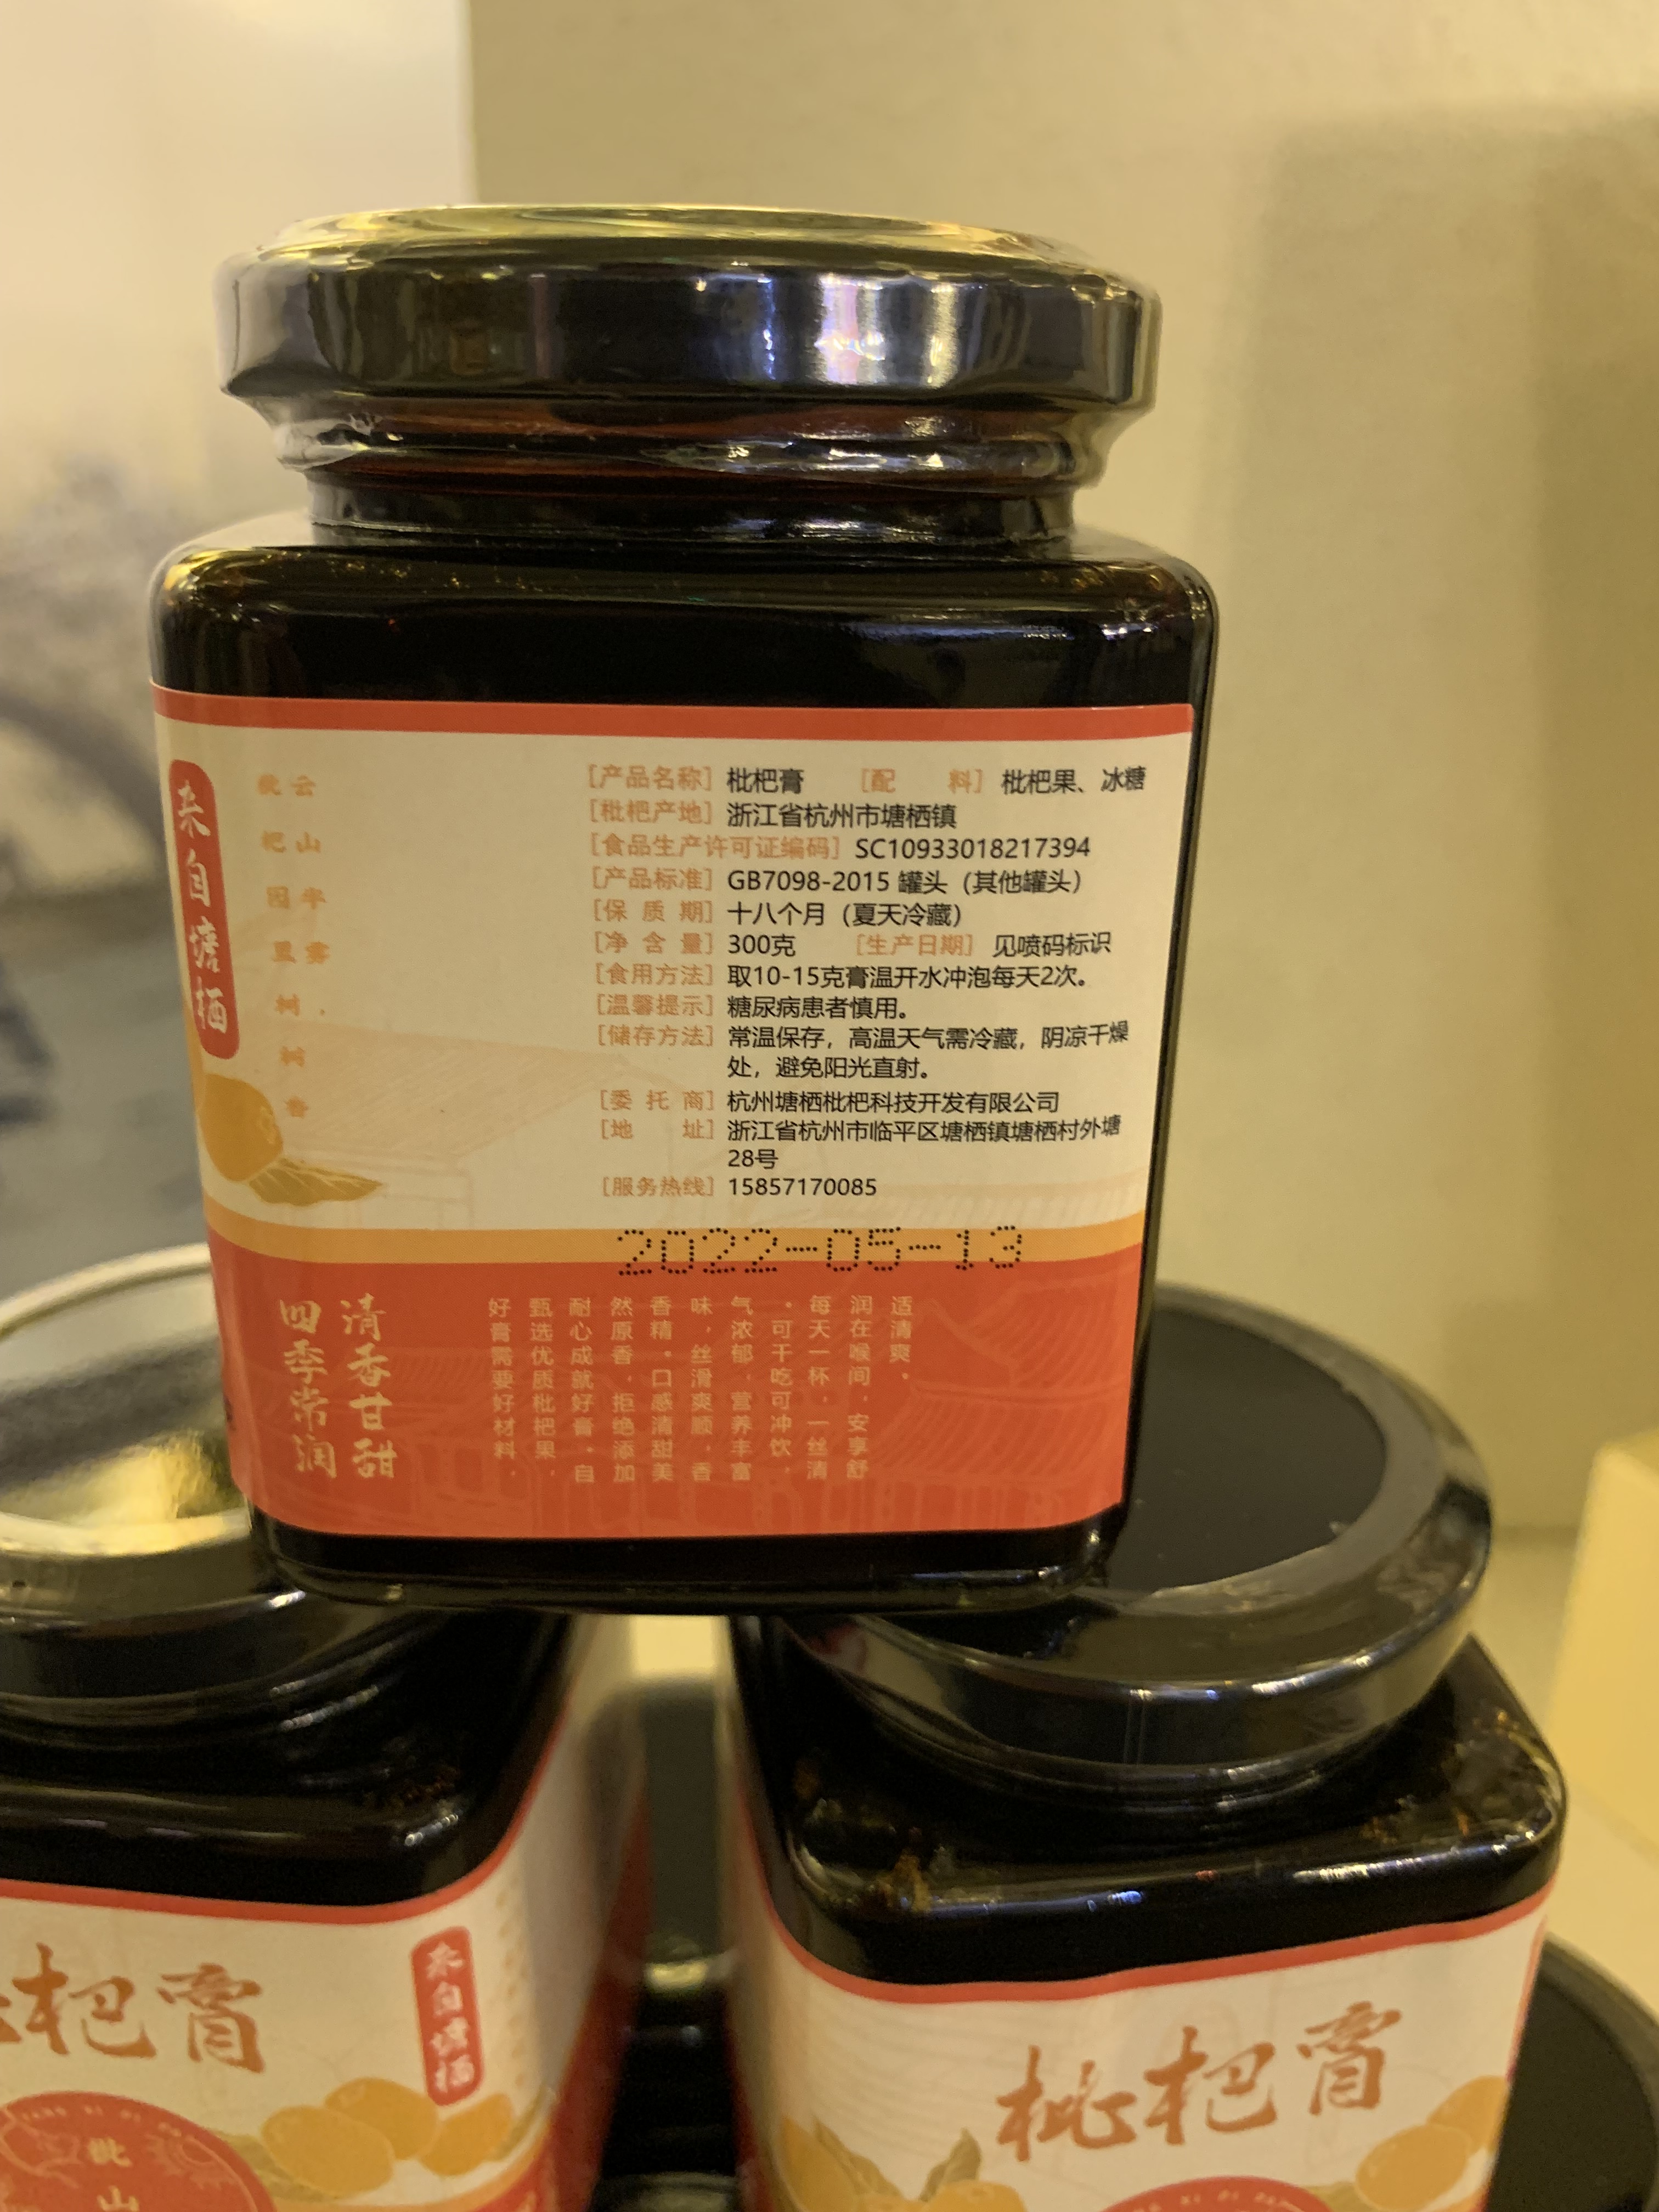 来自塘栖
云山半雾
枇杷园里树树香
[产品名称] 枇杷膏 [配 料] 枇杷果、冰糖
[枇杷产地] 浙江省杭州市塘栖镇
[食品生产许可证编码] SC10933018217394
[产品标准] GB7098-2015 罐头（其他罐头）
[保 质 期] 十八个月（夏天冷藏）
[净 含 量] 300克 [生产日期] 见喷码标识
[食用方法] 取10-15克膏温开水冲泡每天2次。
[温馨提示] 糖尿病患者慎用。
[储存方法] 常温保存，高温天气需冷藏，阴凉干燥
处，避免阳光直射。
[委 托 商] 杭州塘栖枇杷科技开发有限公司
[地 址] 浙江省杭州市临平区塘栖镇塘栖村外塘
28号
[服务热线] 15857170085
2022-05-13
清香甘甜
四季常润
好膏需要好材料，
甄选优质枇杷果，
耐心成就好膏。自
然原香，拒绝添加
香精。口感清甜美
味，丝滑爽顺，香
气浓郁，营养丰富
。可干吃可冲饮，
每天一杯，一丝清
润在喉间，安享舒
适清爽。
杷膏
来自塘栖
枇山
枇杷膏